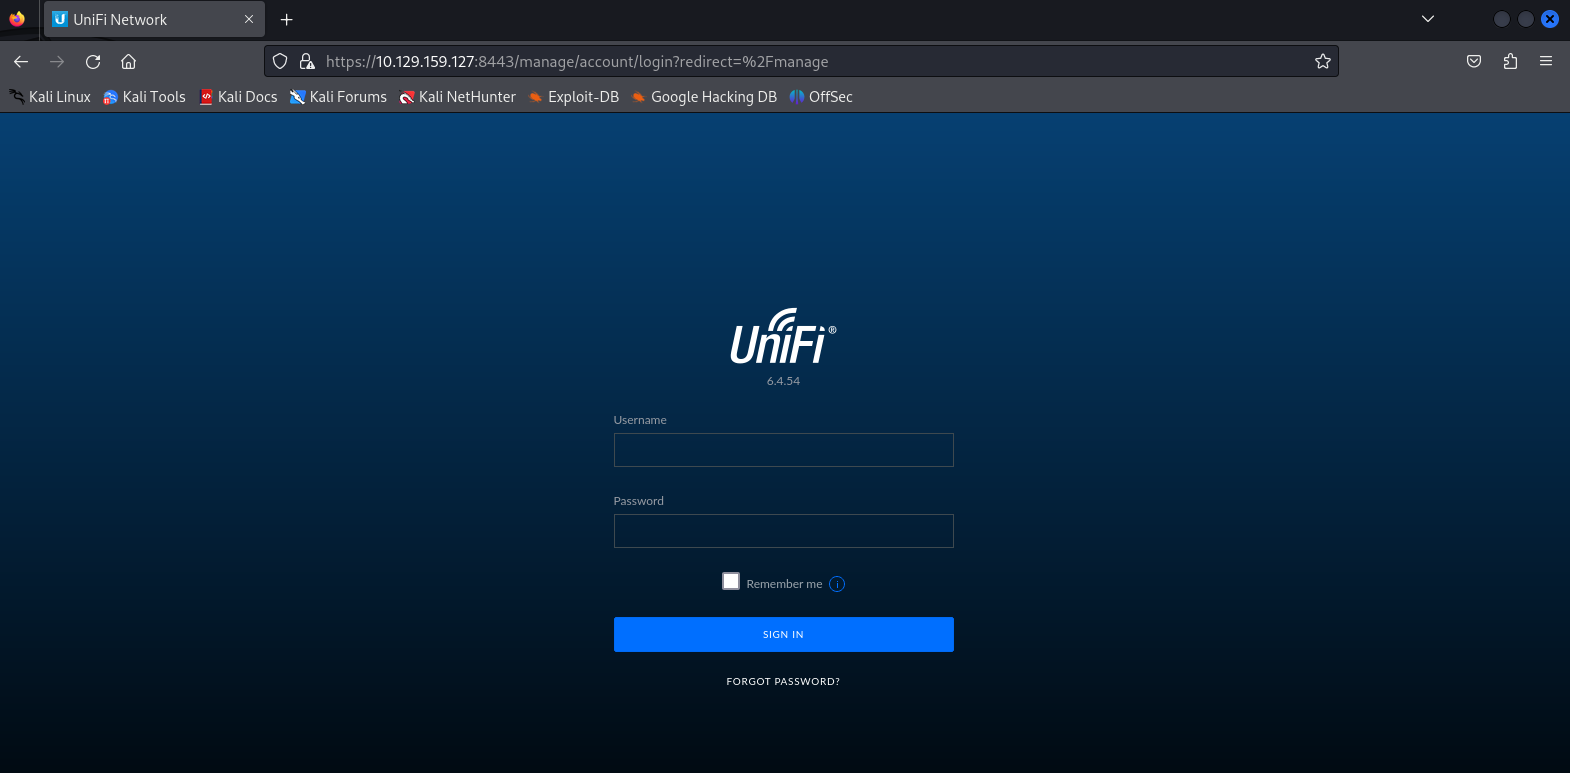 UniFi Network
https://10.129.159.127:8443/manage/account/login?redirect=%2Fmanage
Kali Linux Kali Tools Kali Docs Kali Forums Kali NetHunter Exploit-DB Google Hacking DB OffSec
UniFi®
6.4.54
Username
Password
Remember me i
SIGN IN
FORGOT PASSWORD?